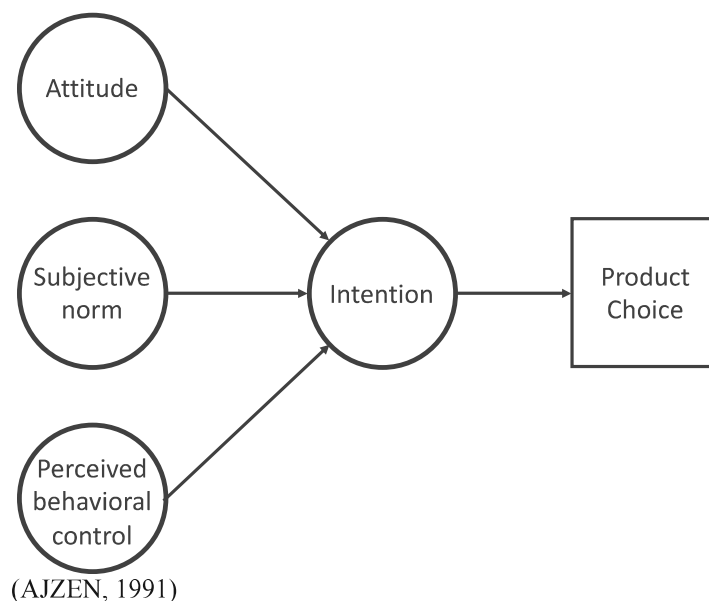 Attitude
Subjective
norm
Perceived
behavioral
control
Intention
Product
Choice
(AJZEN, 1991)